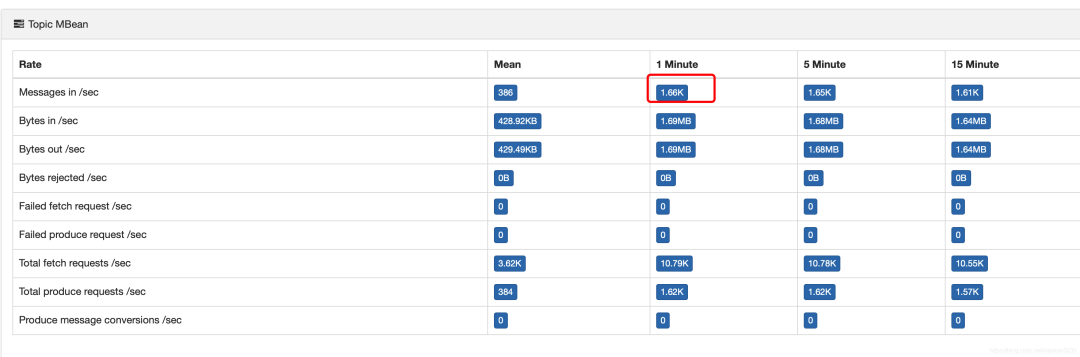 Topic MBean
Rate Mean 1 Minute 5 Minute 15 Minute
Messages in /sec 386 1.66K 1.65K 1.61K
Bytes in /sec 428.92KB 1.69MB 1.68MB 1.64MB
Bytes out /sec 429.49KB 1.69MB 1.68MB 1.64MB
Bytes rejected /sec 0B 0B 0B 0B
Failed fetch request /sec 0 0 0 0
Failed produce request /sec 0 0 0 0
Total fetch requests /sec 3.62K 10.79K 10.78K 10.55K
Total produce requests /sec 384 1.62K 1.62K 1.57K
Produce message conversions /sec 0 0 0 0